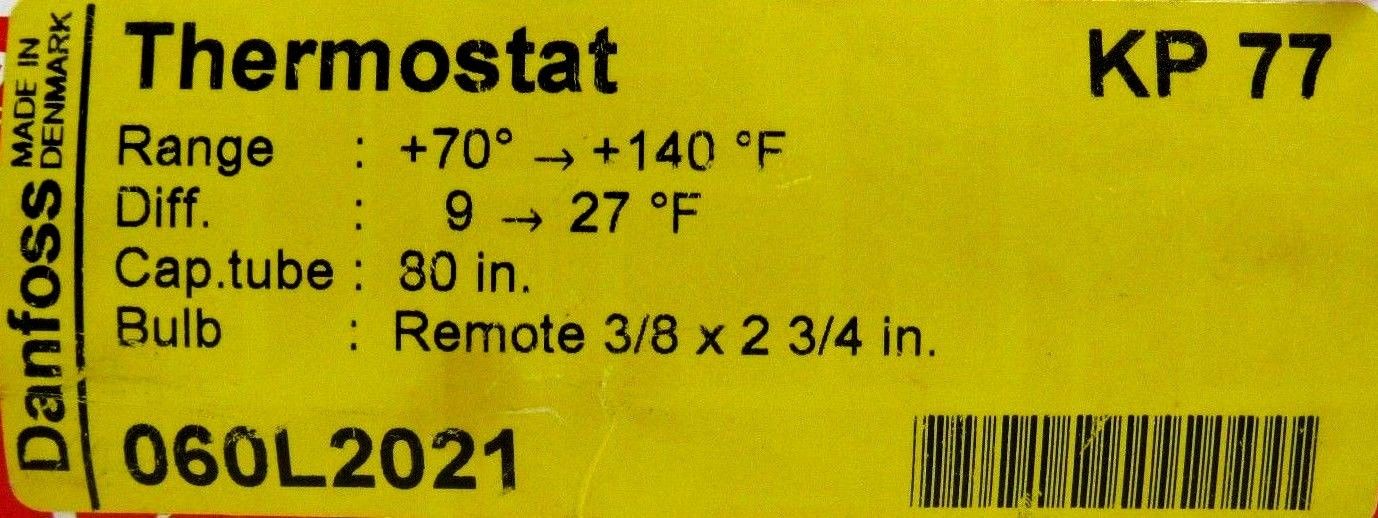 Danfoss MADE IN DENMARK
Thermostat KP 77
Range : +70° → +140 °F
Diff. : 9 → 27 °F
Cap.tube : 80 in.
Bulb : Remote 3/8 x 2 3/4 in.
060L2021